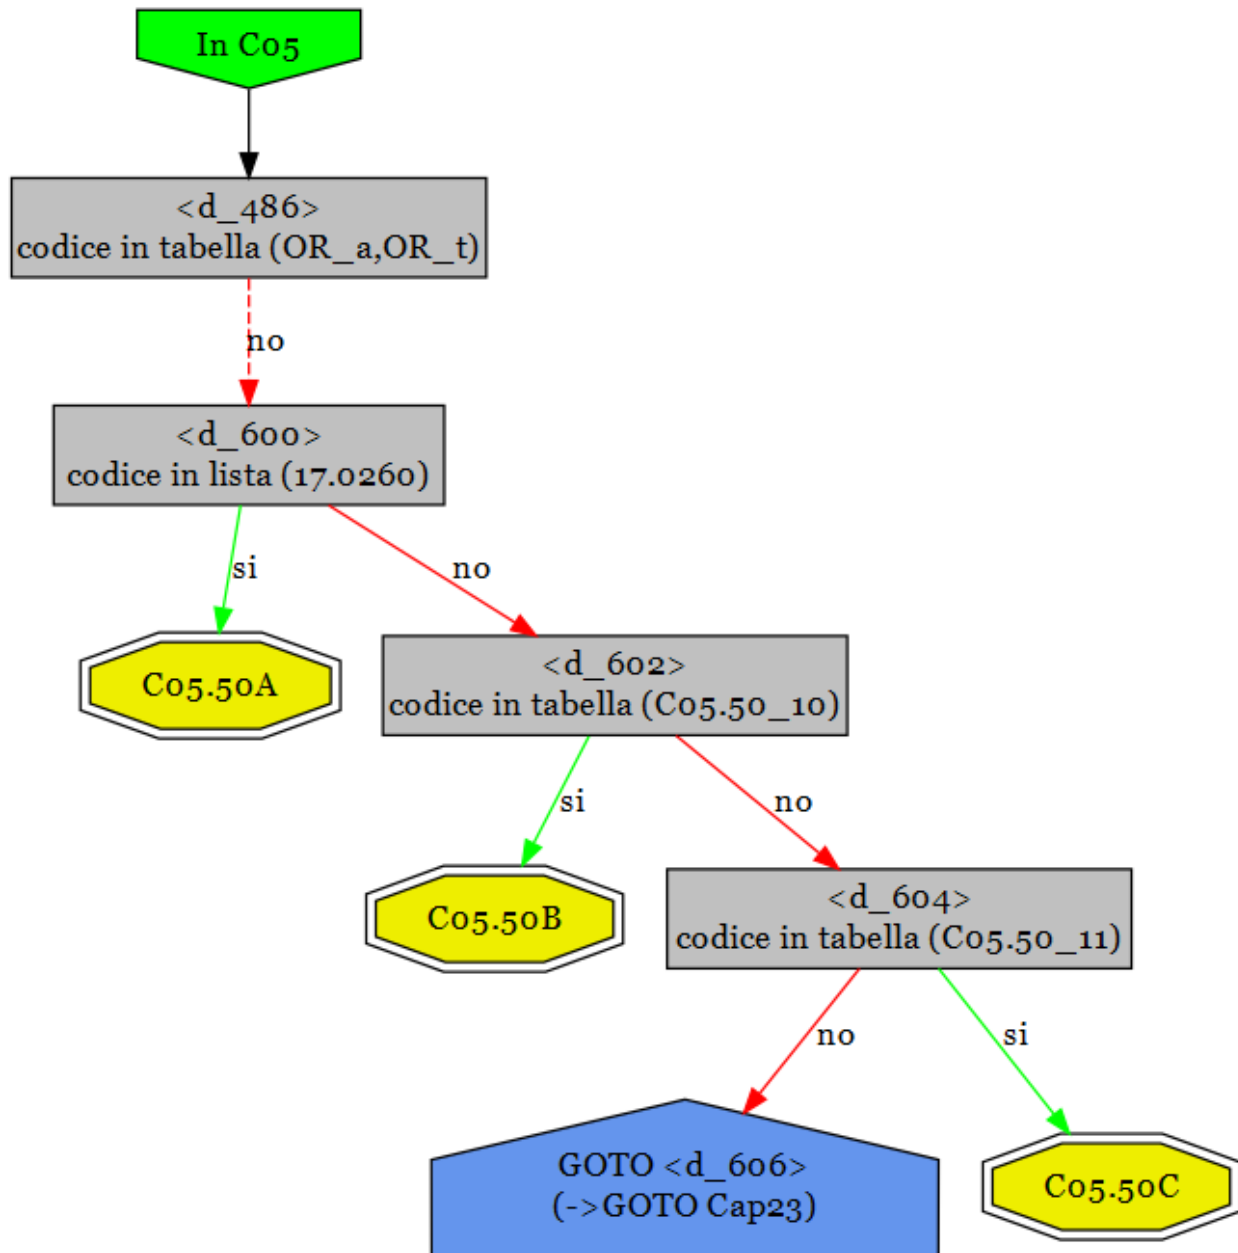 In C05
<d_486>
codice in tabella (OR_a,OR_t)
no
<d_600>
codice in lista (17.0260)
si
no
C05.50A
<d_602>
codice in tabella (C05.50_10)
si
no
C05.50B
<d_604>
codice in tabella (C05.50_11)
no
si
GOTO <d_606>
(->GOTO Cap23)
C05.50C